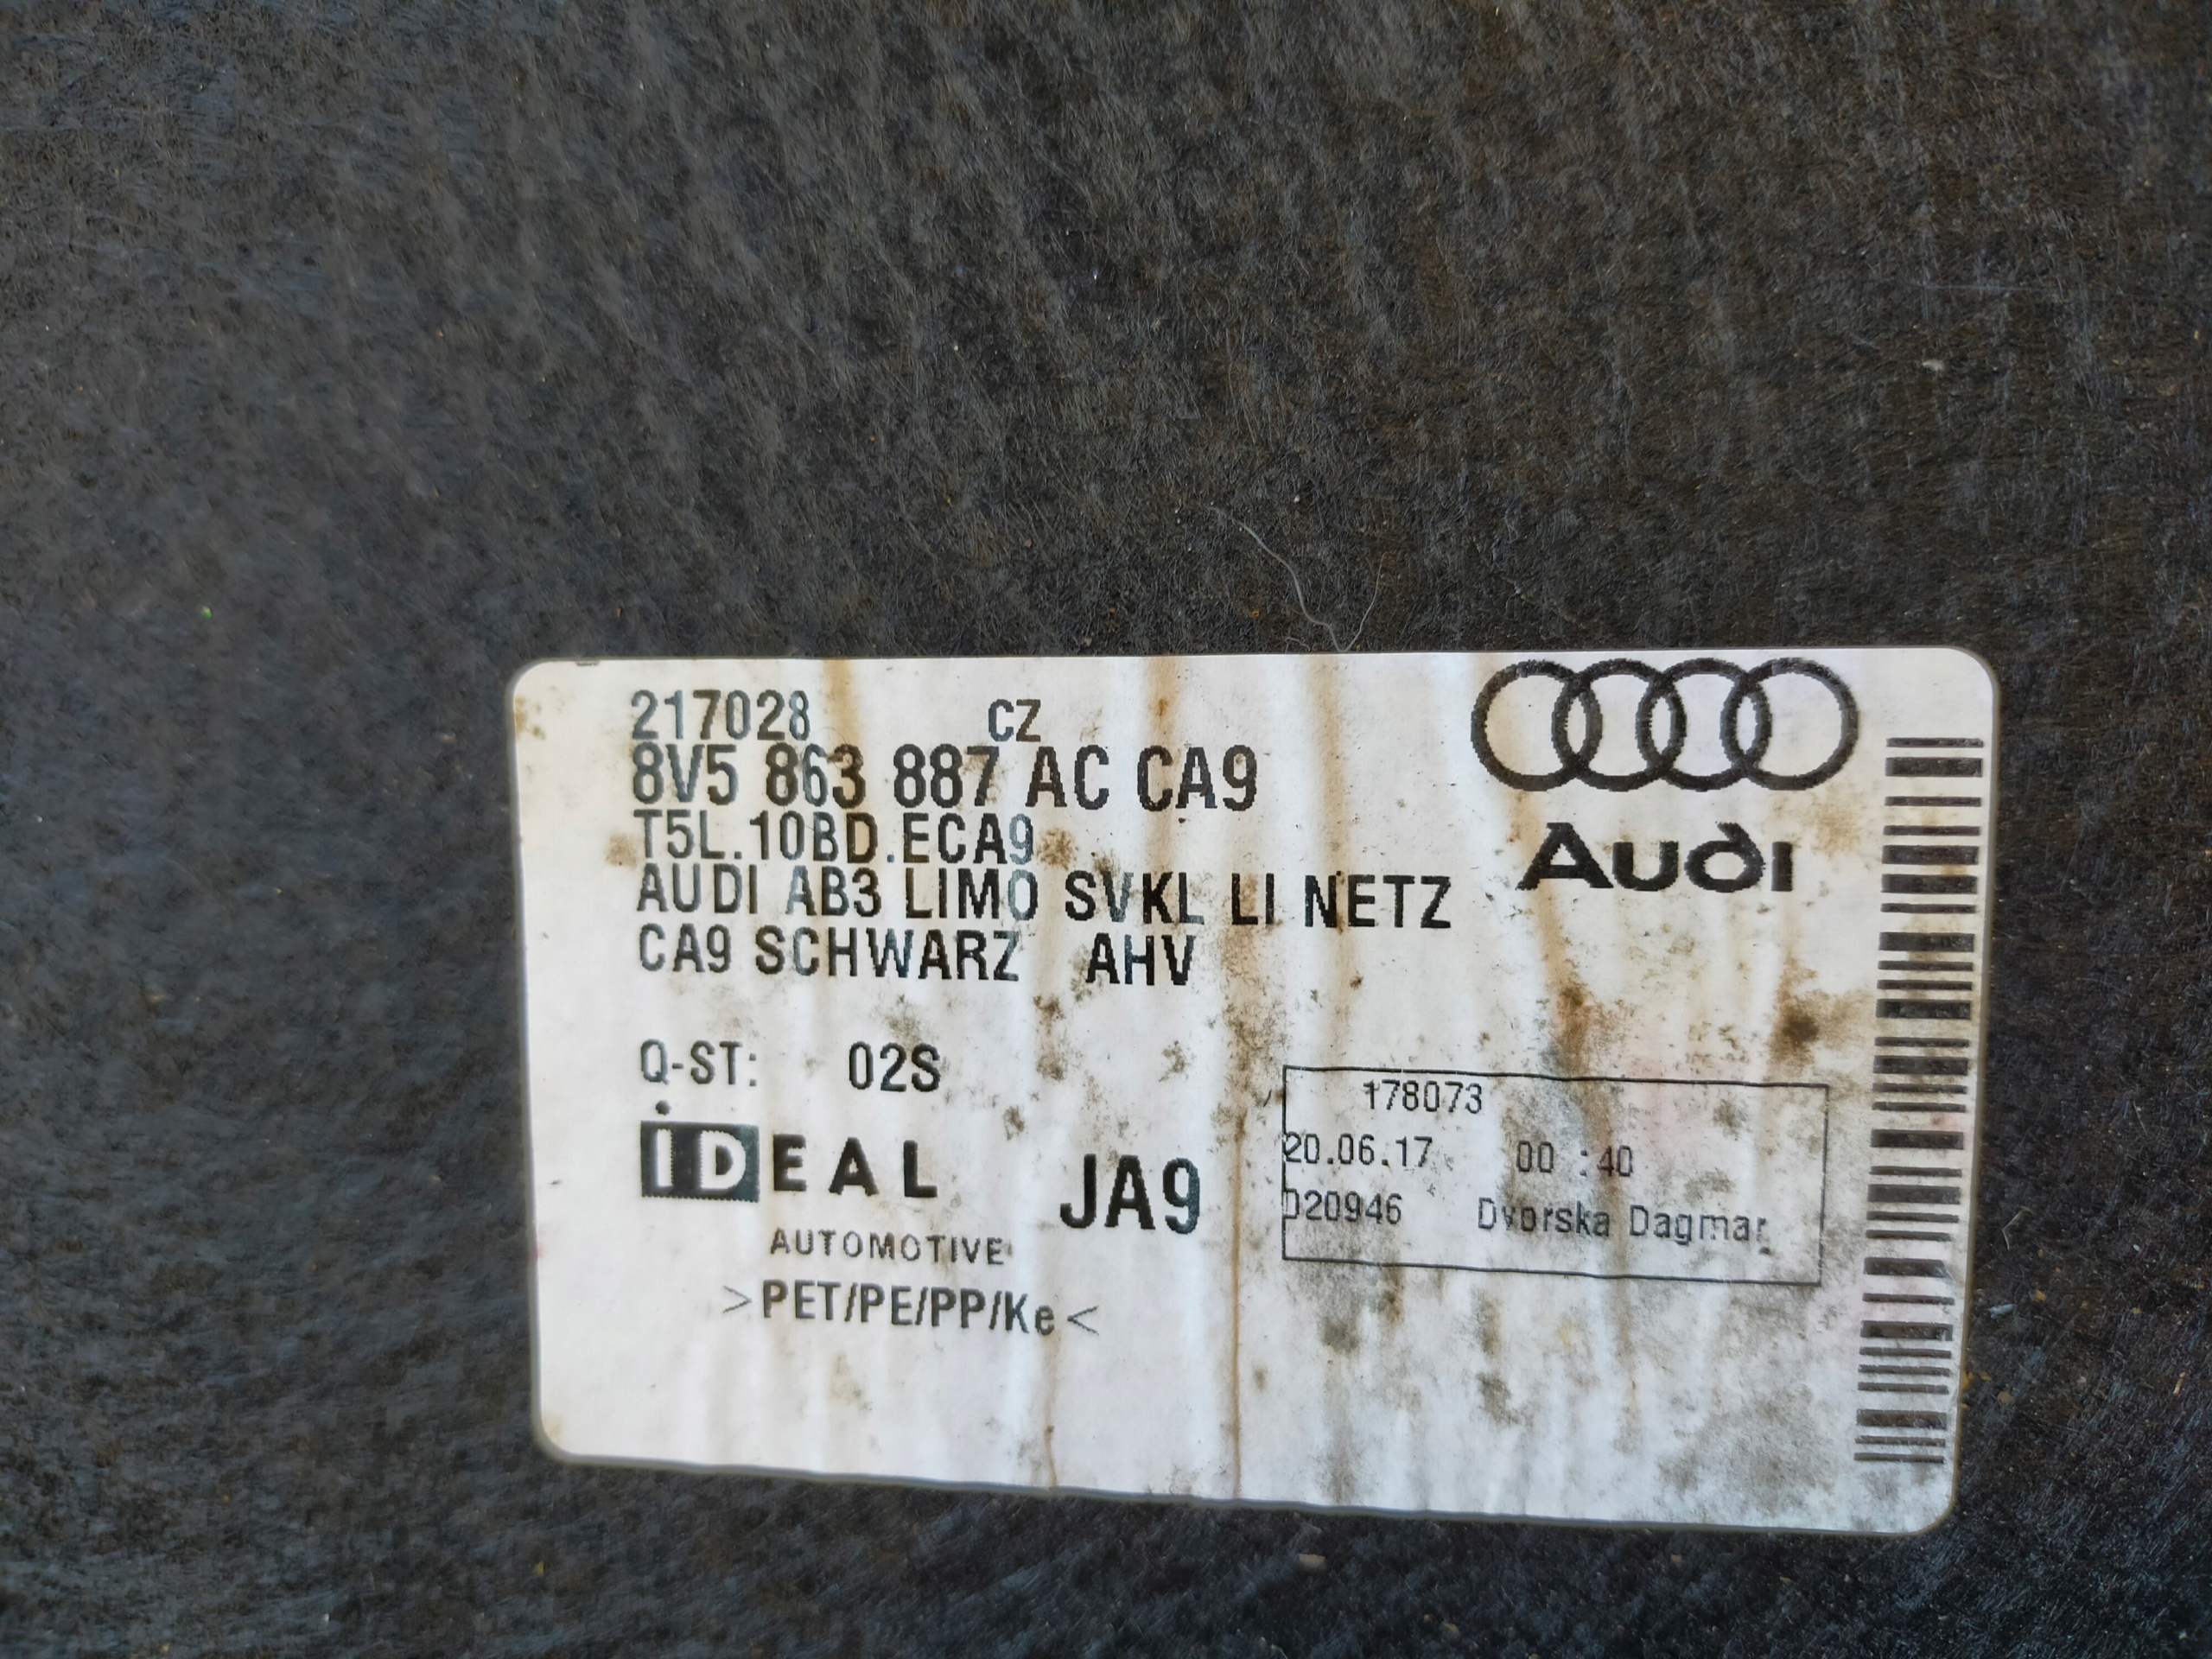 217028 CZ
8V5 863 887 AC CA9
T5L.10BD.ECA9
AUDI AB3 LIMO SVKL LI NETZ
CA9 SCHWARZ AHV
Audi
Q-ST: 02S
iDEAL
AUTOMOTIVE
JA9
>PET/PE/PP/Ke<
178073
20.06.17 00 :40
020946 Dvorska Dagmar